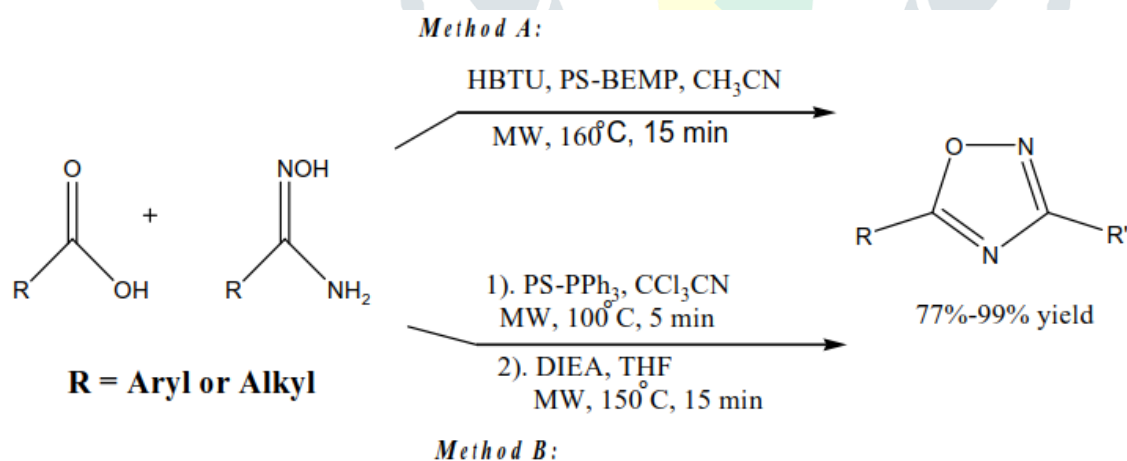 Method A:
HBTU, PS-BEMP, CH₃CN
MW, 160°C, 15 min
O
+
NOH
R
OH
R
NH₂
O
N
N
R
R'
1). PS-PPh₃, CCl₃CN
MW, 100°C, 5 min
77%-99% yield
2). DIEA, THF
MW, 150°C, 15 min
R = Aryl or Alkyl
Method B: